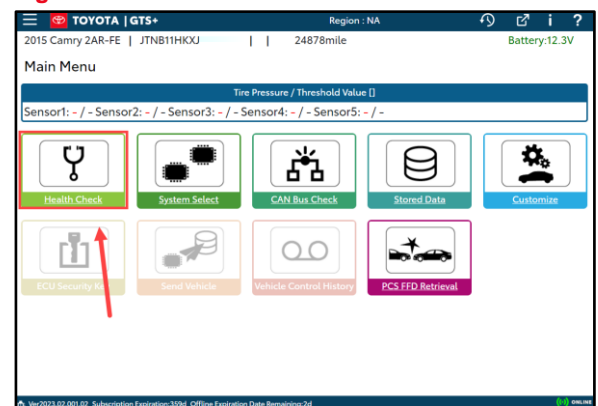 TOYOTA | GTS+ Region : NA i ?
2015 Camry 2AR-FE | JTNB11HKXJ | | 24878mile Battery:12.3V
Main Menu
Tire Pressure / Threshold Value []
Sensor1: - / - Sensor2: - / - Sensor3: - / - Sensor4: - / - Sensor5: - / -
Health Check System Select CAN Bus Check Stored Data Customize
ECU Security Key Send Vehicle Vehicle Control History PCS FFD Retrieval
Ver2023.02.001.02 Subscription Expiration:359d Offline Expiration Date Remaining:2d ONLINE